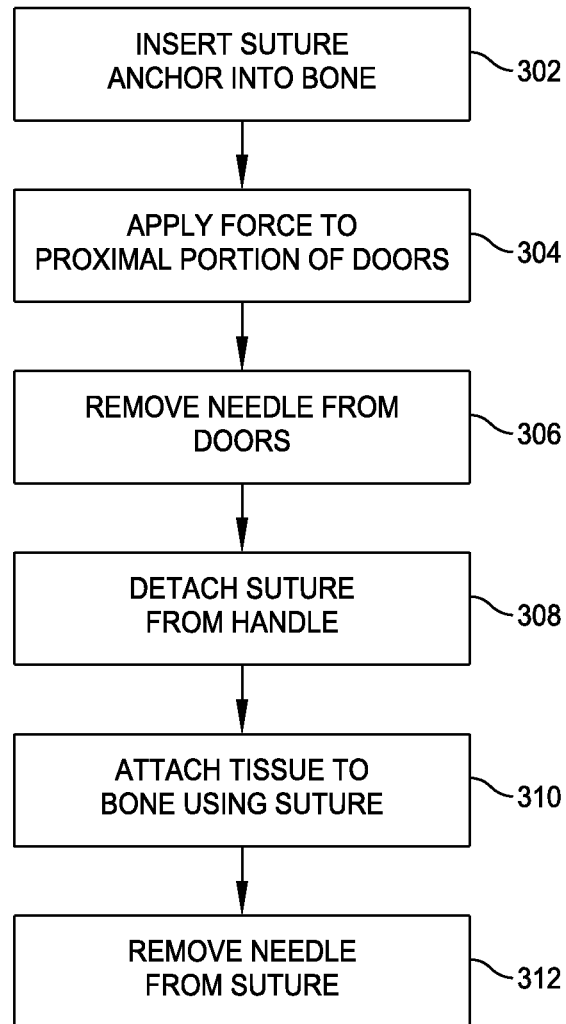 INSERT SUTURE
ANCHOR INTO BONE
302
APPLY FORCE TO
PROXIMAL PORTION OF DOORS
304
REMOVE NEEDLE FROM
DOORS
306
DETACH SUTURE
FROM HANDLE
308
ATTACH TISSUE TO
BONE USING SUTURE
310
REMOVE NEEDLE
FROM SUTURE
312